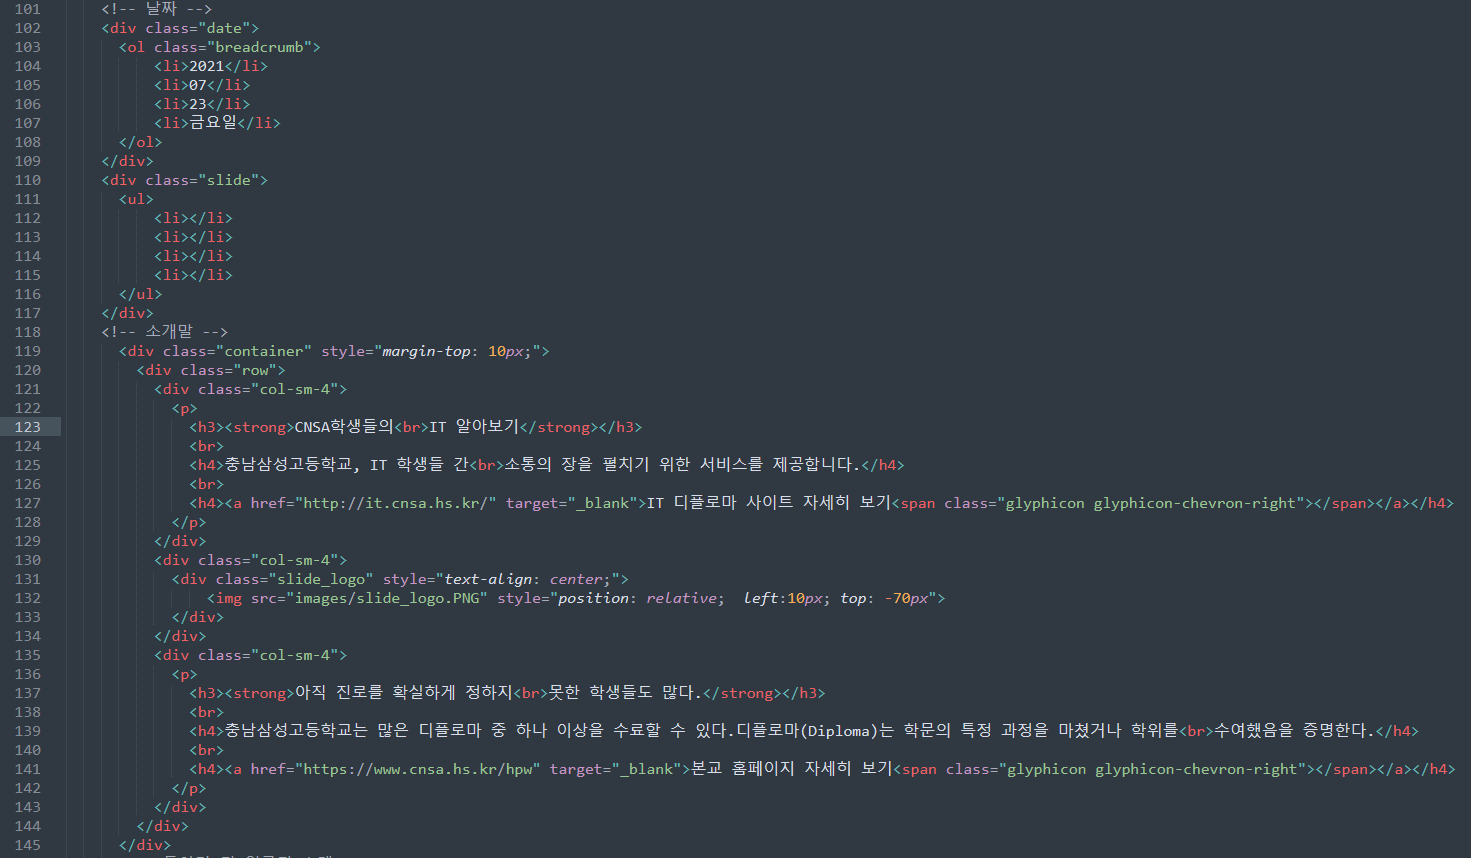 101 <!-- 날짜 -->
102 <div class="date">
103 <ol class="breadcrumb">
104 <li>2021</li>
105 <li>07</li>
106 <li>23</li>
107 <li>금요일</li>
108 </ol>
109 </div>
110 <div class="slide">
111 <ul>
112 <li></li>
113 <li></li>
114 <li></li>
115 <li></li>
116 </ul>
117 </div>
118 <!-- 소개말 -->
119 <div class="container" style="margin-top: 10px;">
120 <div class="row">
121 <div class="col-sm-4">
122 <p>
123 <h3><strong>CNSA학생들의<br>IT 알아보기</strong></h3>
124 <br>
125 <h4>충남삼성고등학교, IT 학생들 간<br>소통의 장을 펼치기 위한 서비스를 제공합니다.</h4>
126 <br>
127 <h4><a href="http://it.cnsa.hs.kr/" target="_blank">IT 디플로마 사이트 자세히 보기<span class="glyphicon glyphicon-chevron-right"></span></a></h4>
128 </p>
129 </div>
130 <div class="col-sm-4">
131 <div class="slide_logo" style="text-align: center;">
132 <img src="images/slide_logo.PNG" style="position: relative;  left:10px; top: -70px">
133 </div>
134 </div>
135 <div class="col-sm-4">
136 <p>
137 <h3><strong>아직 진로를 확실하게 정하지<br>못한 학생들도 많다.</strong></h3>
138 <br>
139 <h4>충남삼성고등학교는 많은 디플로마 중 하나 이상을 수료할 수 있다.디플로마(Diploma)는 학문의 특정 과정을 마쳤거나 학위를<br>수여했음을 증명한다.</h4>
140 <br>
141 <h4><a href="https://www.cnsa.hs.kr/hpw" target="_blank">본교 홈페이지 자세히 보기<span class="glyphicon glyphicon-chevron-right"></span></a></h4>
142 </p>
143 </div>
144 </div>
145 </div>